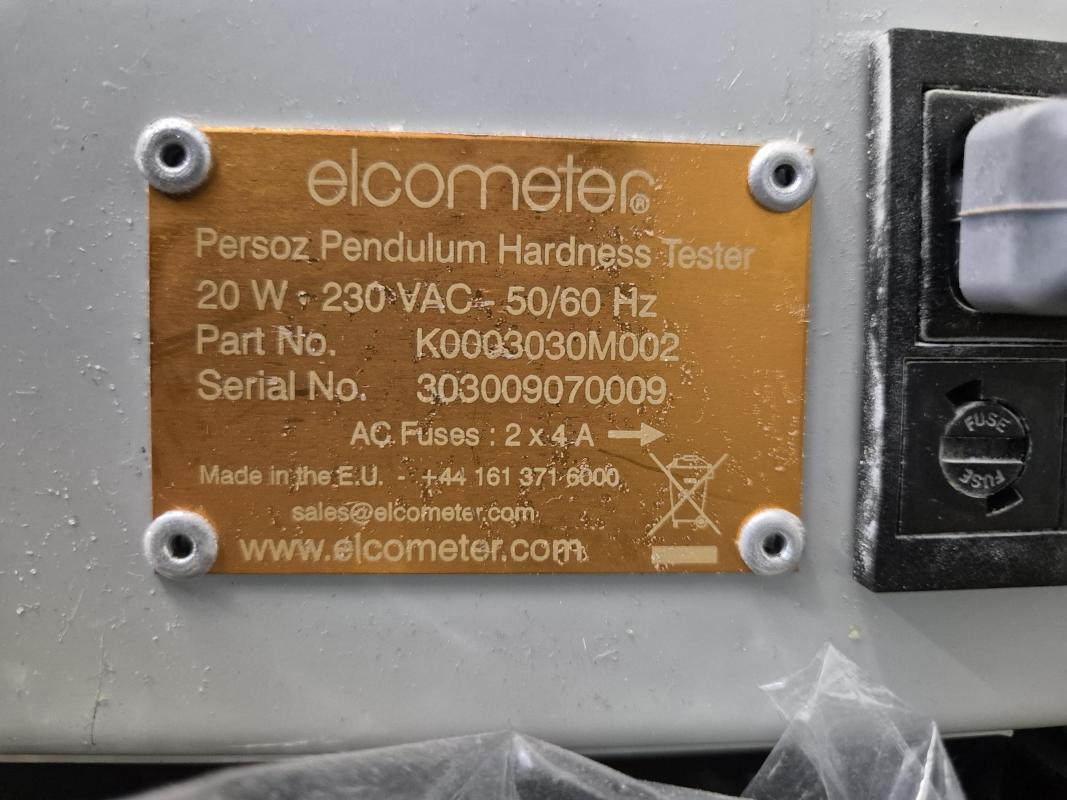 elcometer®
Persoz Pendulum Hardness Tester
20 W - 230 VAC - 50/60 Hz
Part No. K0003030M002
Serial No. 303009070009
AC Fuses : 2 x 4 A →
Made in the E.U. - +44 161 371 6000
sales@elcometer.com
www.elcometer.com
FUSE
FUSE